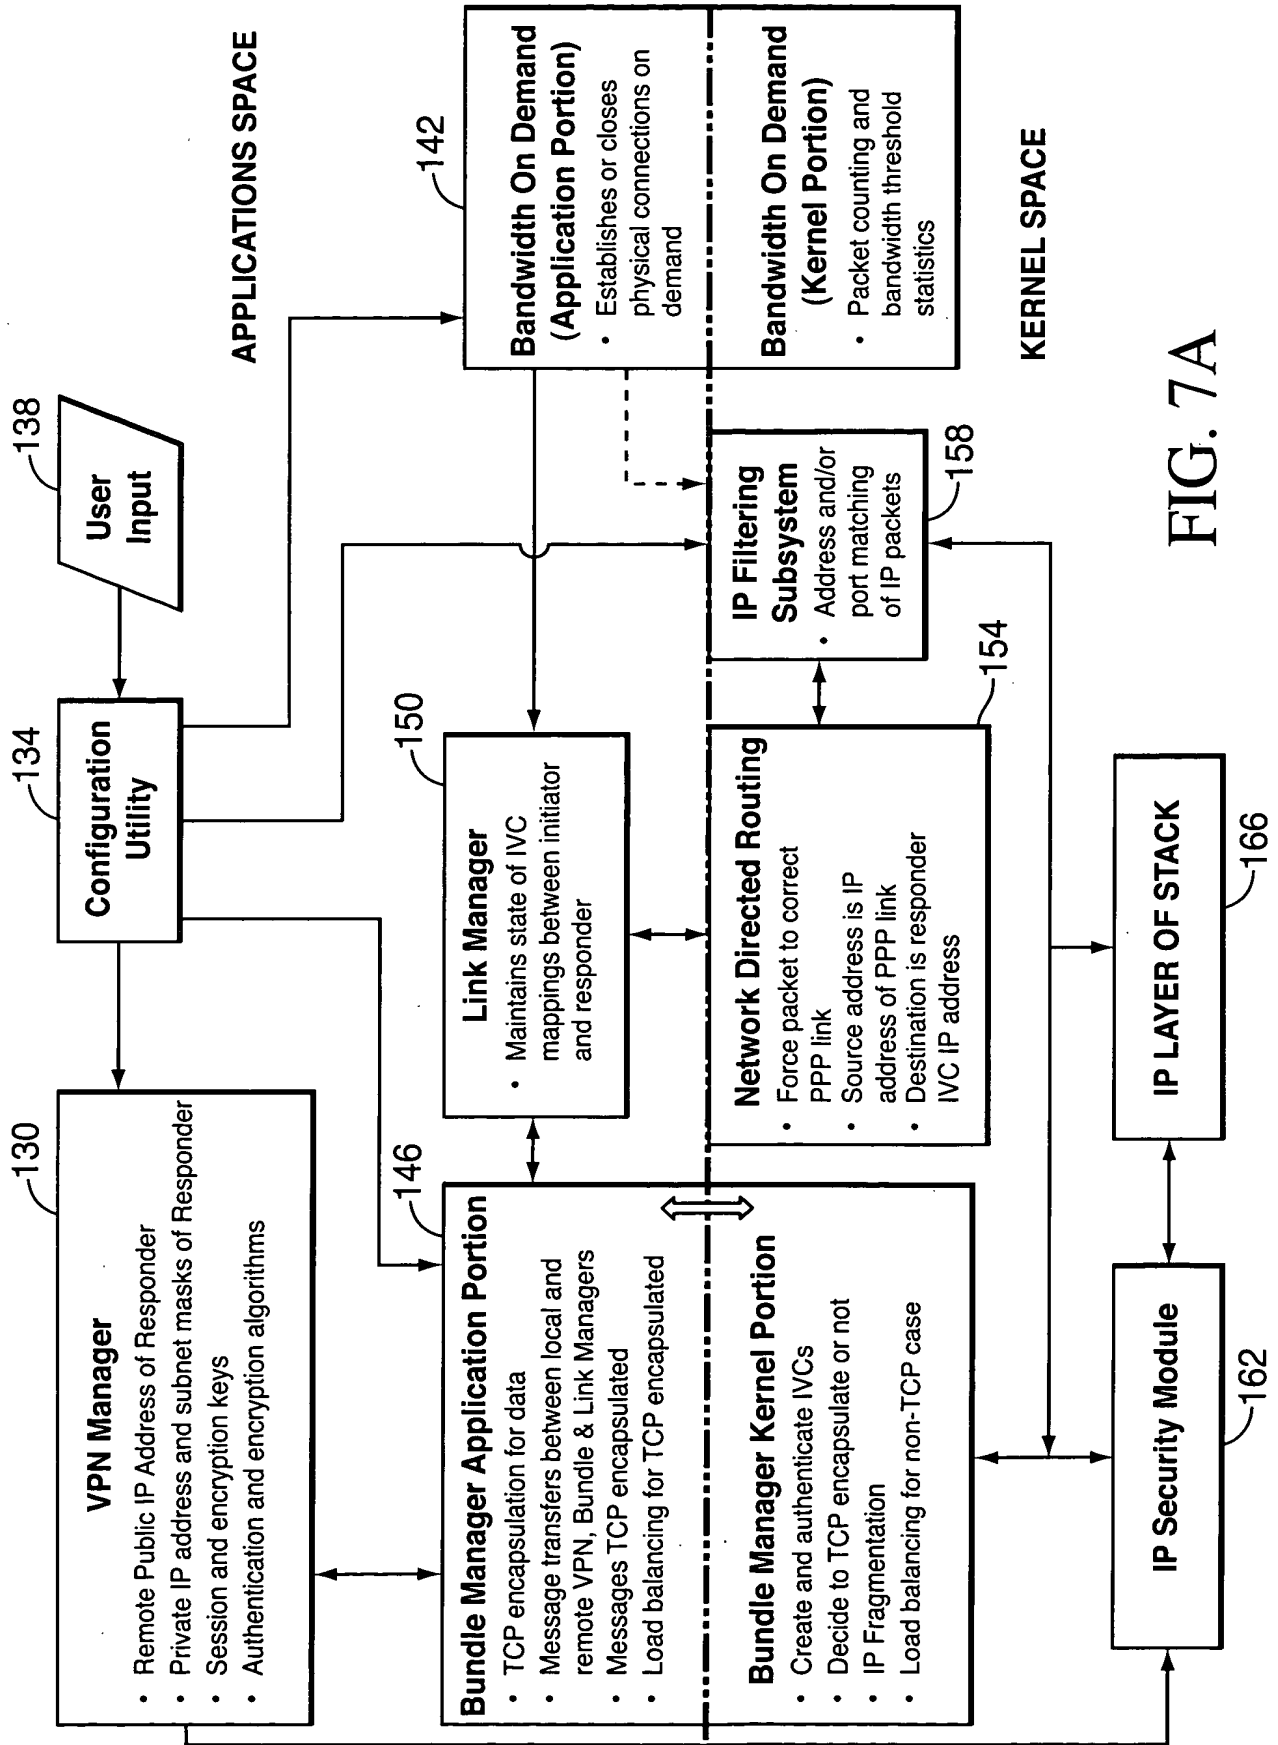 130
VPN Manager
• Remote Public IP Address of Responder
• Private IP address and subnet masks of Responder
• Session and encryption keys
• Authentication and encryption algorithms
134
Configuration
Utility
138
User
Input
APPLICATIONS SPACE
146
Bundle Manager Application Portion
• TCP encapsulation for data
• Message transfers between local and
remote VPN, Bundle & Link Managers
• Messages TCP encapsulated
• Load balancing for TCP encapsulated
150
Link Manager
• Maintains state of IVC
mappings between initiator
and responder
142
Bandwidth On Demand
(Application Portion)
• Establishes or closes
physical connections on
demand
Bundle Manager Kernel Portion
• Create and authenticate IVCs
• Decide to TCP encapsulate or not
• IP Fragmentation
• Load balancing for non-TCP case
Network Directed Routing
• Force packet to correct
PPP link
• Source address is IP
address of PPP link
• Destination is responder
IVC IP address
154
IP Filtering
Subsystem
• Address and/or
port matching
of IP packets
158
Bandwidth On Demand
(Kernel Portion)
• Packet counting and
bandwidth threshold
statistics
KERNEL SPACE
IP Security Module
162
IP LAYER OF STACK
166
FIG. 7A